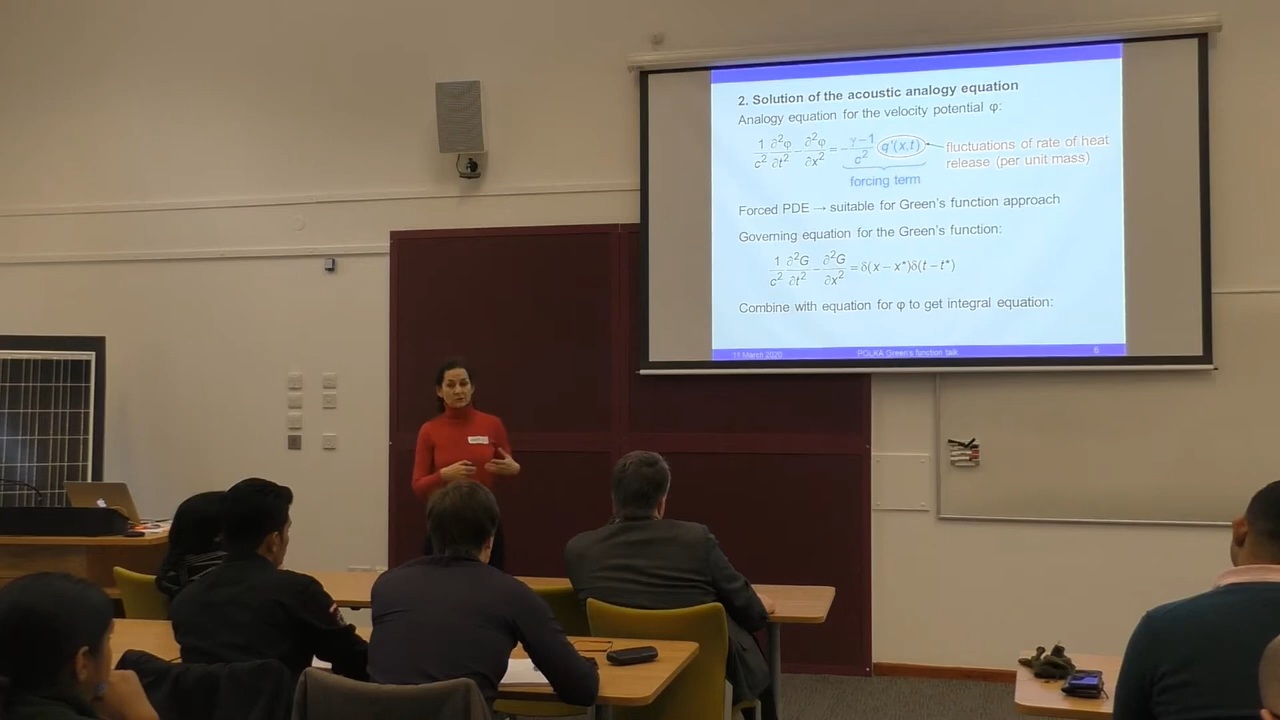 2. Solution of the acoustic analogy equation
Analogy equation for the velocity potential φ:
1/c² ∂²φ/∂t² − ∂²φ/∂x² = − γ−1/c² q'(x,t)
fluctuations of rate of heat
release (per unit mass)
forcing term
Forced PDE → suitable for Green's function approach
Governing equation for the Green's function:
1/c² ∂²G/∂t² − ∂²G/∂x² = δ(x−x*)δ(t−t*)
Combine with equation for φ to get integral equation:
11 March 2020 POLKA Green's function talk 6